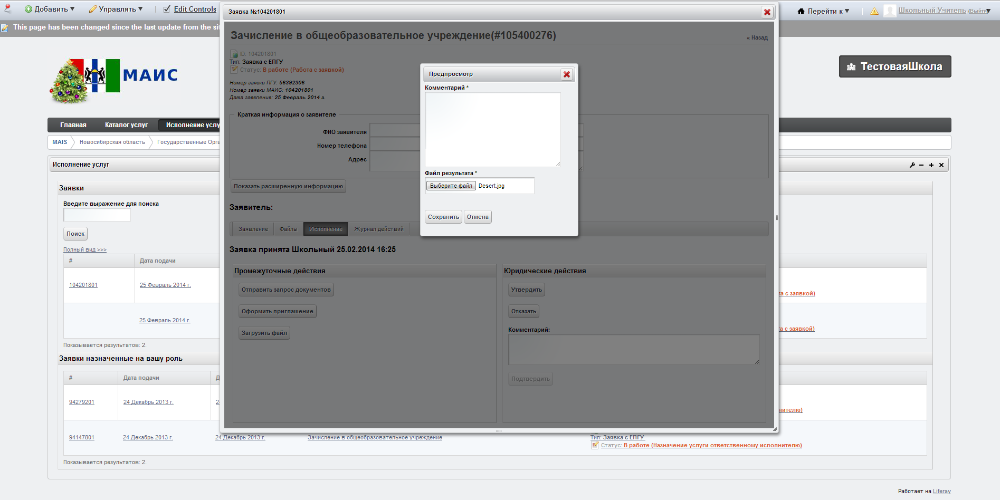 Добавить
Управлять
Edit Controls
Заявка №104201801
Перейти к
Школьный Учитель (Выйти)
This page has been changed since the last update from the
Зачисление в общеобразовательное учреждение(#105400276)
« Назад
ID: 104201801
Тип: Заявка с ЕПГУ
Статус: В работе (Работа с заявкой)
Номер заявки ПГУ: 56392306
Номер заявки МАИС: 104201801
Дата заявления: 25 Февраль 2014 г.
МАИС
ТестоваяШкола
Предпросмотр
Комментарий *
Файл результата *
Выберите файл Desert.jpg
Сохранить Отмена
Краткая информация о заявителе
ФИО заявителя
Номер телефона
Адрес
Показать расширенную информацию
Главная Каталог услуг Исполнение услу
MAIS Новосибирская область Государственные Орга
Исполнение услуг
Заявки
Введите выражение для поиска
Поиск
Полный вид >>>
Заявитель:
Заявление Файлы Исполнение Журнал действий
Заявка принята Школьный 25.02.2014 16:25
Промежуточные действия
Отправить запрос документов
Оформить приглашение
Загрузить файл
Юридические действия
Утвердить
Отказать
Комментарий:
Подтвердить
# Дата подачи
104201801 25 Февраль 2014 г.
та с заявкой)
25 Февраль 2014 г.
та с заявкой)
Показывается результатов: 2.
Заявки назначенные на вашу роль
# Дата подачи Д
94279201 24 Декабрь 2013 г. 2
нителю)
94147801 24 Декабрь 2013 г. 24 Декабрь 2013 г. Зачисление в общеобразовательное учреждение
Тип: Заявка с ЕПГУ
Статус: В работе (Назначение услуги ответственному исполнителю)
Показывается результатов: 2.
Работает на Liferay